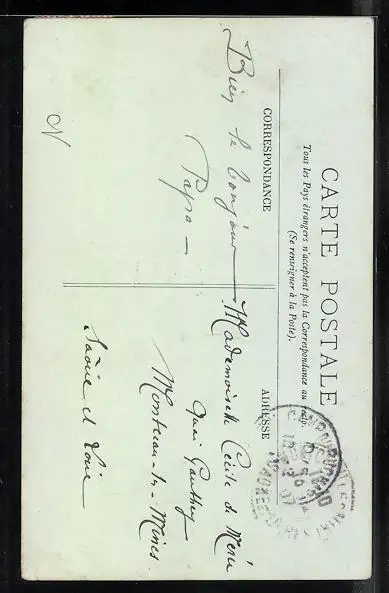 CARTE POSTALE
Tous les Pays étrangers n'acceptent pas la Correspondance au
(Se renseigner à la Poste).
CORRESPONDANCE
ADRESSE
Bien le bonjour
Papa
Mademoiselle Cécile de
Quai Gauthey
Montceau-les-Mines
Saône et Loire